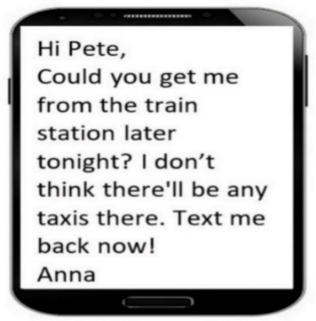 Hi Pete,
Could you get me
from the train
station later
tonight? I don’t
think there'll be any
taxis there. Text me
back now!
Anna